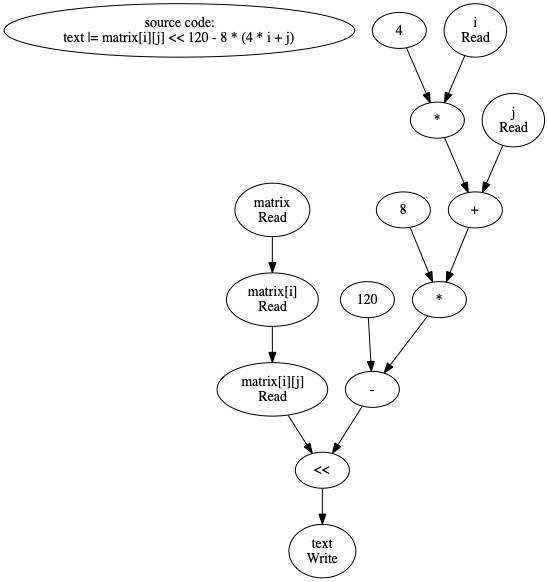 source code:
text |= matrix[i][j] << 120 - 8 * (4 * i + j)
4
i
Read
*
j
Read
matrix
Read
8
+
matrix[i]
Read
120
*
matrix[i][j]
Read
-
<<
text
Write